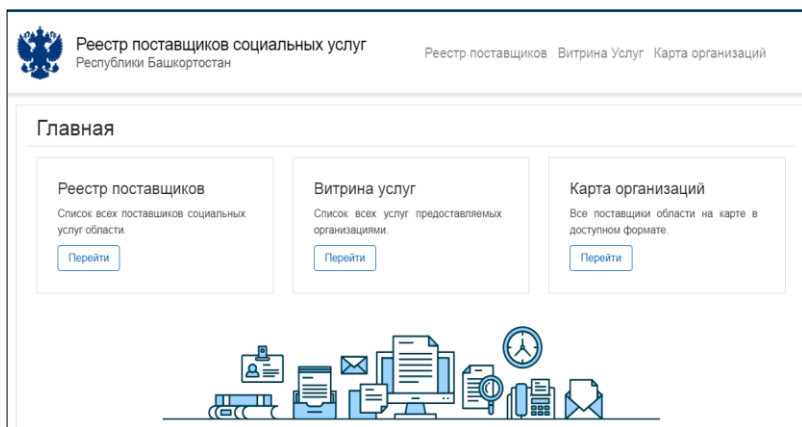 Реестр поставщиков социальных услуг
Республики Башкортостан
Реестр поставщиков Витрина Услуг Карта организаций
Главная
Реестр поставщиков
Список всех поставшиков социальных
услуг области.
Перейти
Витрина услуг
Список всех услуг предоставляемых
организациями.
Перейти
Карта организаций
Все поставщики области на карте в
доступном формате.
Перейти